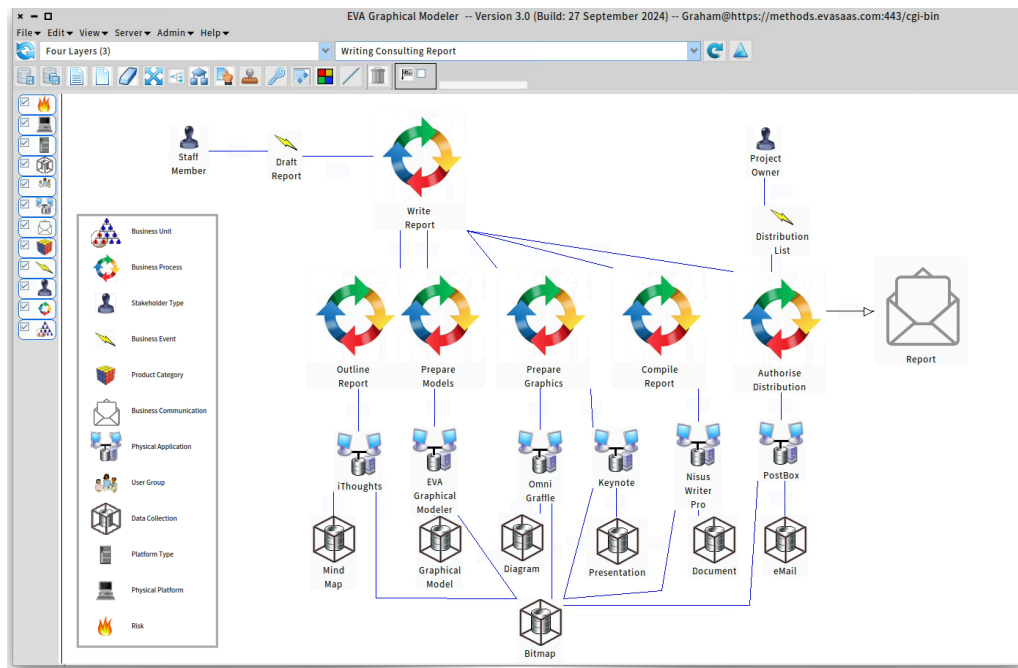 EVA Graphical Modeler -- Version 3.0 (Build: 27 September 2024) -- Graham@https://methods.evasaas.com:443/cgi-bin
File Edit View Server Admin Help
Four Layers (3)
Writing Consulting Report
Staff
Member
Draft
Report
Write
Report
Project
Owner
Distribution
List
Business Unit
Business Process
Stakeholder Type
Business Event
Product Category
Business Communication
Physical Application
User Group
Data Collection
Platform Type
Physical Platform
Risk
Outline
Report
Prepare
Models
Prepare
Graphics
Compile
Report
Authorise
Distribution
Report
iThoughts
EVA
Graphical
Modeler
Omni
Graffle
Keynote
Nisus
Writer
Pro
PostBox
Mind
Map
Graphical
Model
Diagram
Presentation
Document
eMail
Bitmap